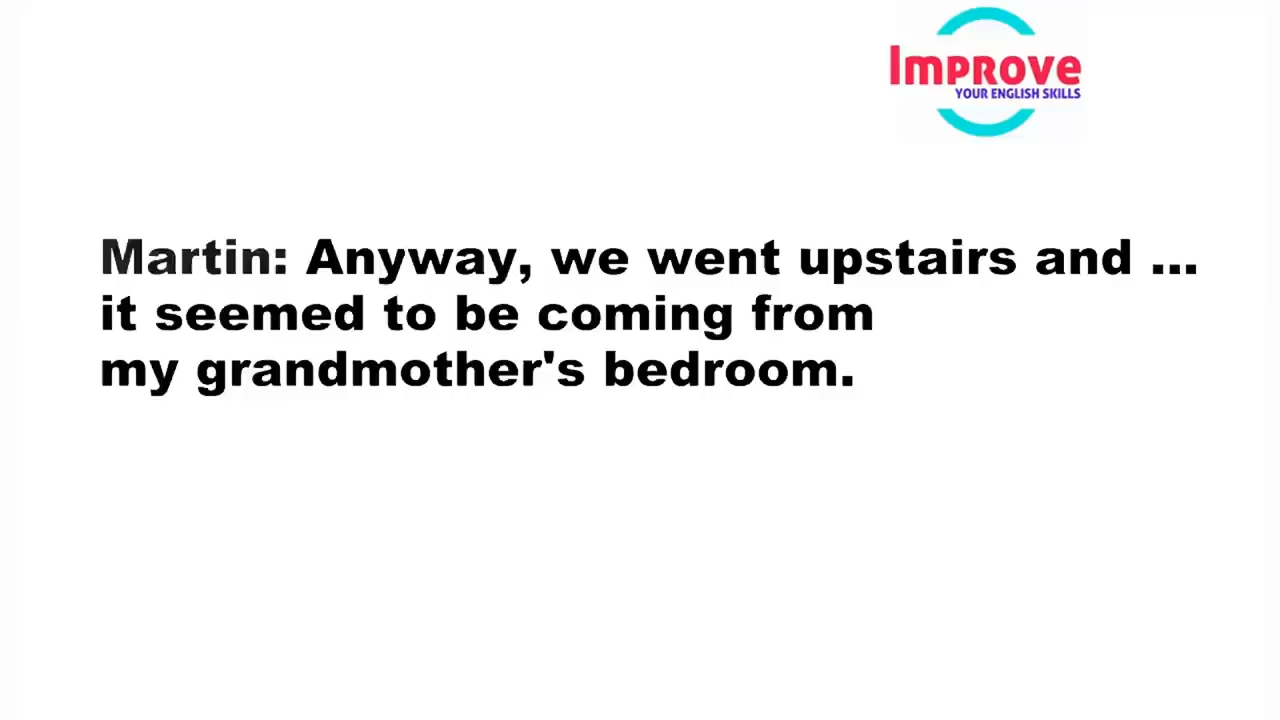 Improve
YOUR ENGLISH SKILLS
Martin: Anyway, we went upstairs and ...
it seemed to be coming from
my grandmother's bedroom.